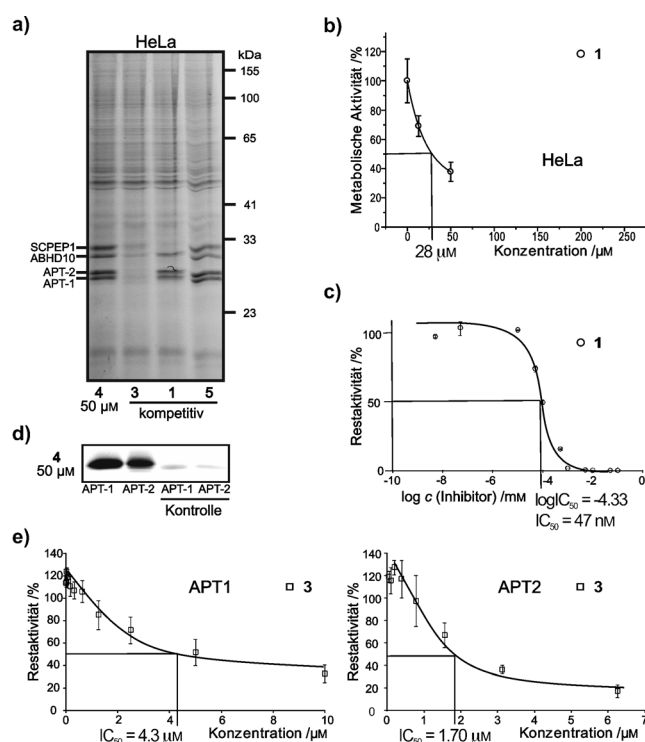 a)
HeLa
kDa
155
100
65
41
33
23
SCPEP1
ABHD10
APT-2
APT-1
4 3 1 5
50 µM kompetitiv
b)
Metabolische Aktivität /%
120
100
80
60
40
20
0
1
HeLa
0 50 100 150 200 250
28 µM
Konzentration /µM
c)
Restaktivität /%
100
50
0
1
-10 -8 -6 -4 -2 0
log c (Inhibitor) /mM
logIC50 = -4.33
IC50 = 47 nM
d)
4
50 µM
APT-1 APT-2 APT-1 APT-2
Kontrolle
e)
Restaktivität /%
140
120
100
80
60
40
20
0
APT1
3
0 2 4 6 8 10
IC50 = 4.3 µM
Konzentration /µM
Restaktivität /%
140
120
100
80
60
40
20
0
APT2
3
0 1 2 3 4 5 6 7
IC50 = 1.70 µM
Konzentration /µM